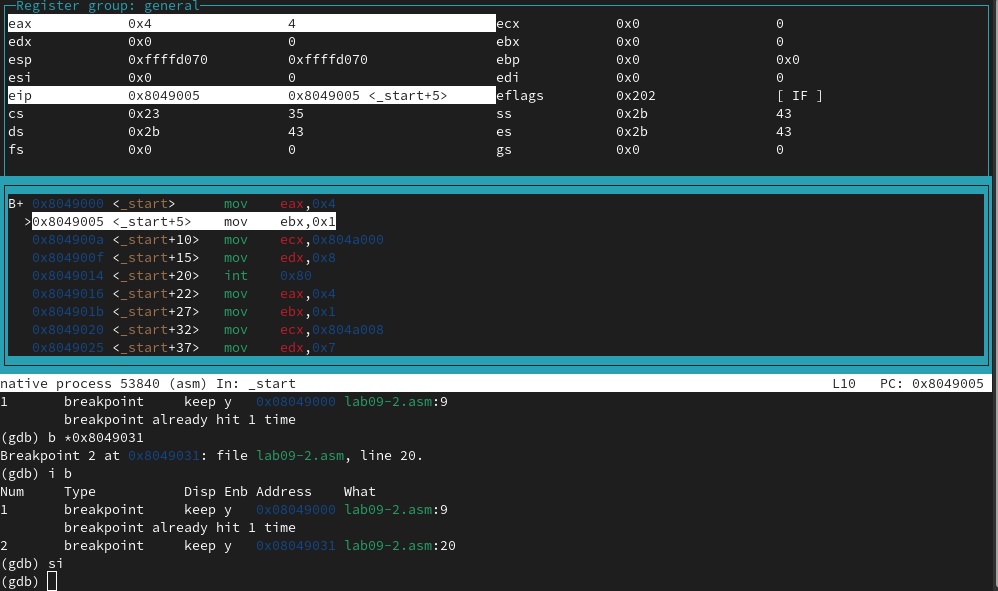 Register group: general
eax 0x4 4 ecx 0x0 0
edx 0x0 0 ebx 0x0 0
esp 0xffffd070 0xffffd070 ebp 0x0 0x0
esi 0x0 0 edi 0x0 0
eip 0x8049005 0x8049005 <_start+5> eflags 0x202 [ IF ]
cs 0x23 35 ss 0x2b 43
ds 0x2b 43 es 0x2b 43
fs 0x0 0 gs 0x0 0
B+ 0x8049000 <_start> mov eax,0x4
>0x8049005 <_start+5> mov ebx,0x1
0x804900a <_start+10> mov ecx,0x804a000
0x804900f <_start+15> mov edx,0x8
0x8049014 <_start+20> int 0x80
0x8049016 <_start+22> mov eax,0x4
0x804901b <_start+27> mov ebx,0x1
0x8049020 <_start+32> mov ecx,0x804a008
0x8049025 <_start+37> mov edx,0x7
native process 53840 (asm) In: _start L10 PC: 0x8049005
1 breakpoint keep y 0x08049000 lab09-2.asm:9
breakpoint already hit 1 time
(gdb) b *0x8049031
Breakpoint 2 at 0x8049031: file lab09-2.asm, line 20.
(gdb) i b
Num Type Disp Enb Address What
1 breakpoint keep y 0x08049000 lab09-2.asm:9
breakpoint already hit 1 time
2 breakpoint keep y 0x08049031 lab09-2.asm:20
(gdb) si
(gdb)